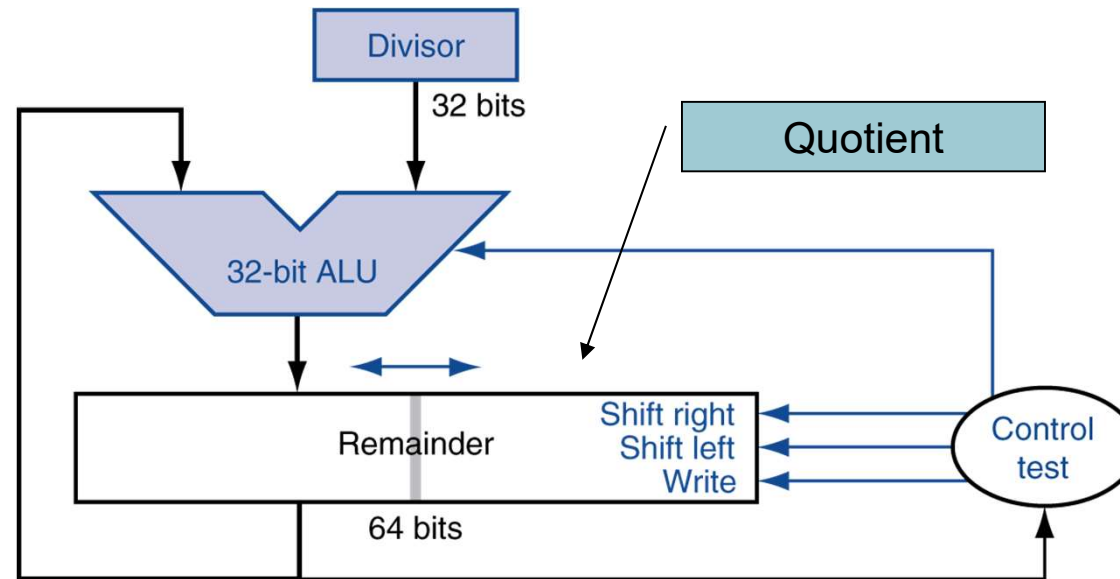 Divisor
32 bits
Quotient
32-bit ALU
Shift right
Remainder
Shift left
Write
Control
test
64 bits